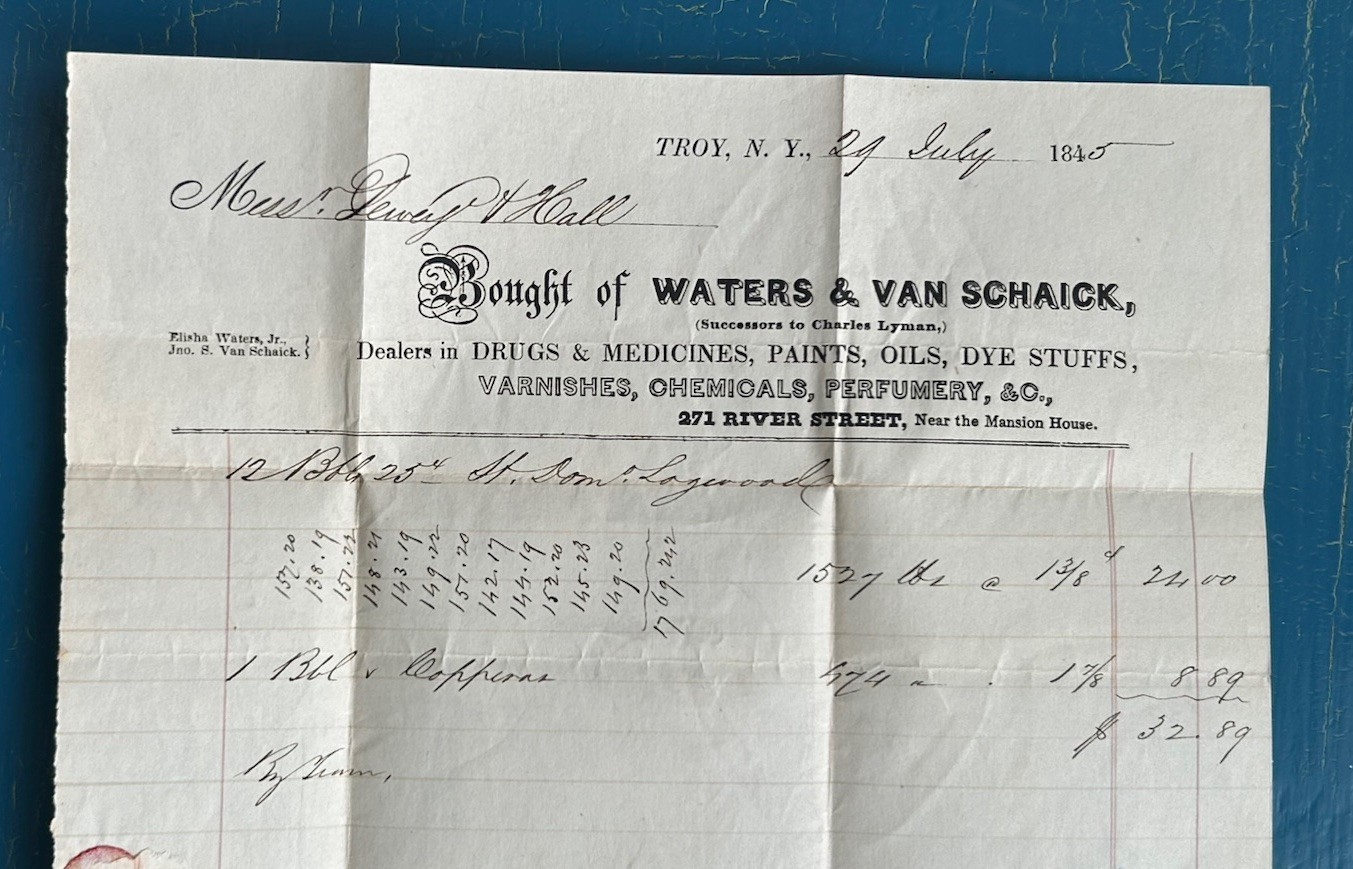 TROY, N. Y., 29 July 1845
Messrs. Dewey & Hall
Bought of WATERS & VAN SCHAICK,
(Successors to Charles Lyman,)
Elisha Waters, Jr.,
Jno. S. Van Schaick.
Dealers in DRUGS & MEDICINES, PAINTS, OILS, DYE STUFFS,
VARNISHES, CHEMICALS, PERFUMERY, &C.,
271 RIVER STREET, Near the Mansion House.
12 Bbls St. Domo. Logwood
157.20
138.19
151.22
148.21
143.19
149.22
151.20
142.17
144.19
152.20
145.23
149.20
1769.242
1527 lbs @ 1 3/8 d 24 00
1 Bbl Copperas 474 " 1 7/8 8 89
$ 32.89
By